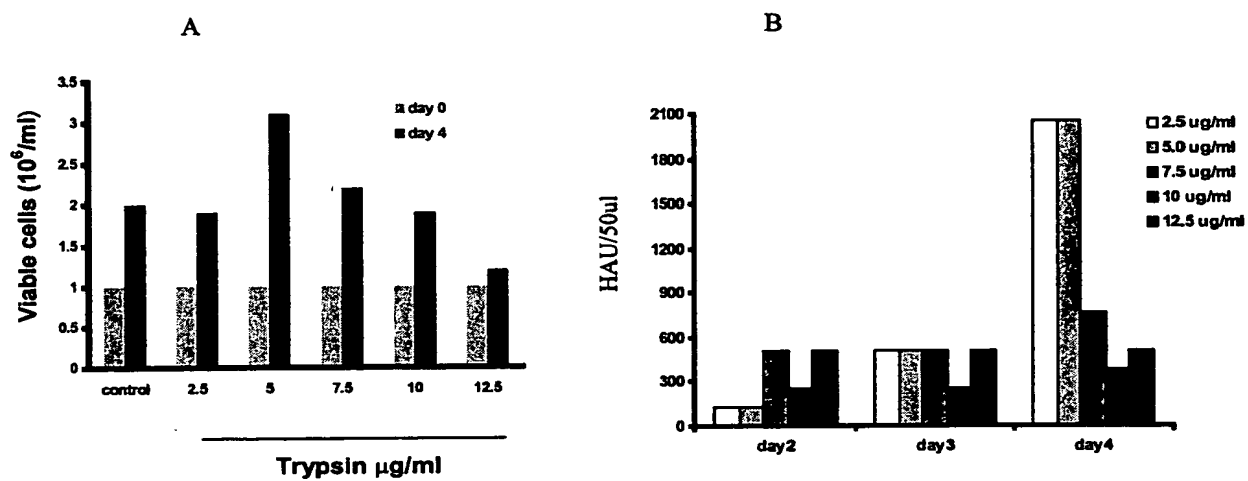 A
Viable cells (10⁶/ml)
3.5
3
2.5
2
1.5
1
0.5
0
day 0
day 4
control 2.5 5 7.5 10 12.5
Trypsin μg/ml
B
HAU/50ul
2100
1800
1500
1200
900
600
300
0
2.5 ug/ml
5.0 ug/ml
7.5 ug/ml
10 ug/ml
12.5 ug/ml
day2 day3 day4